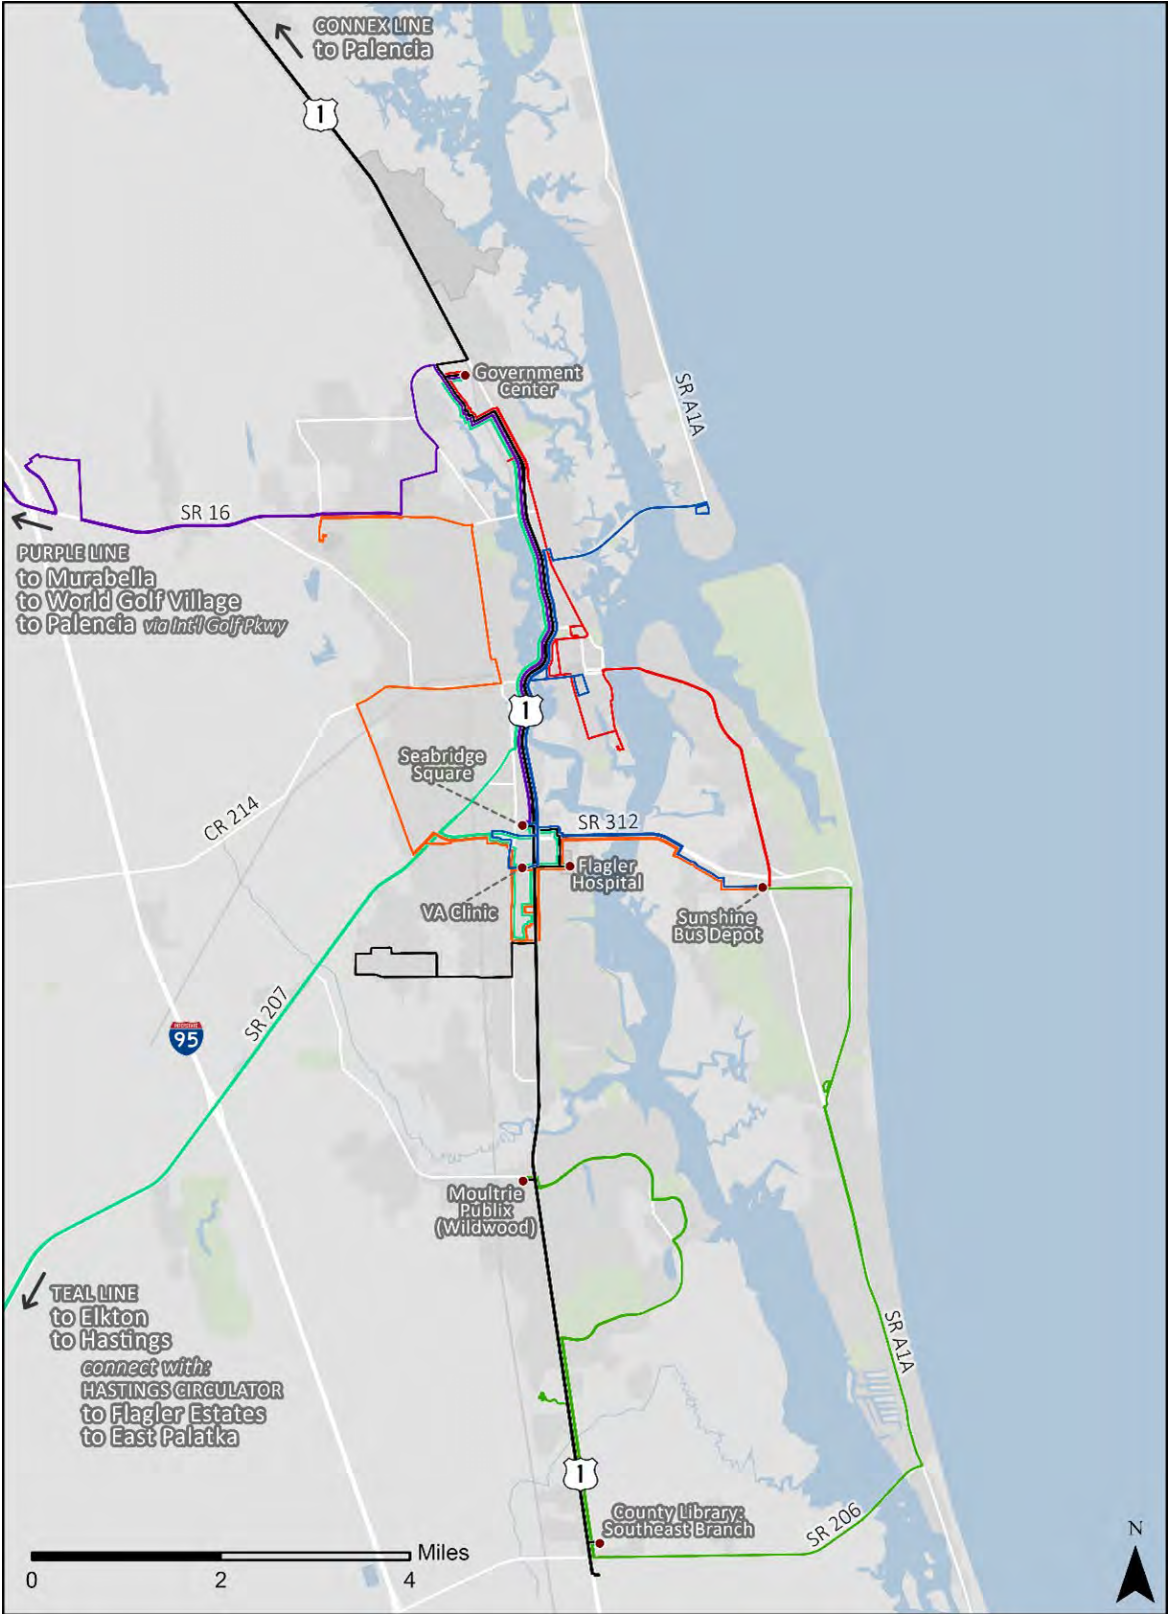 CONNEX LINE
to Palencia
1
Government
Center
SR A1A
SR 16
PURPLE LINE
to Murabella
to World Golf Village
to Palencia via Int'l Golf Pkwy
1
Seabridge
Square
SR 312
CR 214
Flagler
Hospital
VA Clinic
Sunshine
Bus Depot
SR 207
INTERSTATE
95
Moultrie
Publix
(Wildwood)
TEAL LINE
to Elkton
to Hastings
connect with:
HASTINGS CIRCULATOR
to Flagler Estates
to East Palatka
SR A1A
1
County Library:
Southeast Branch
SR 206
N
Miles
0 2 4